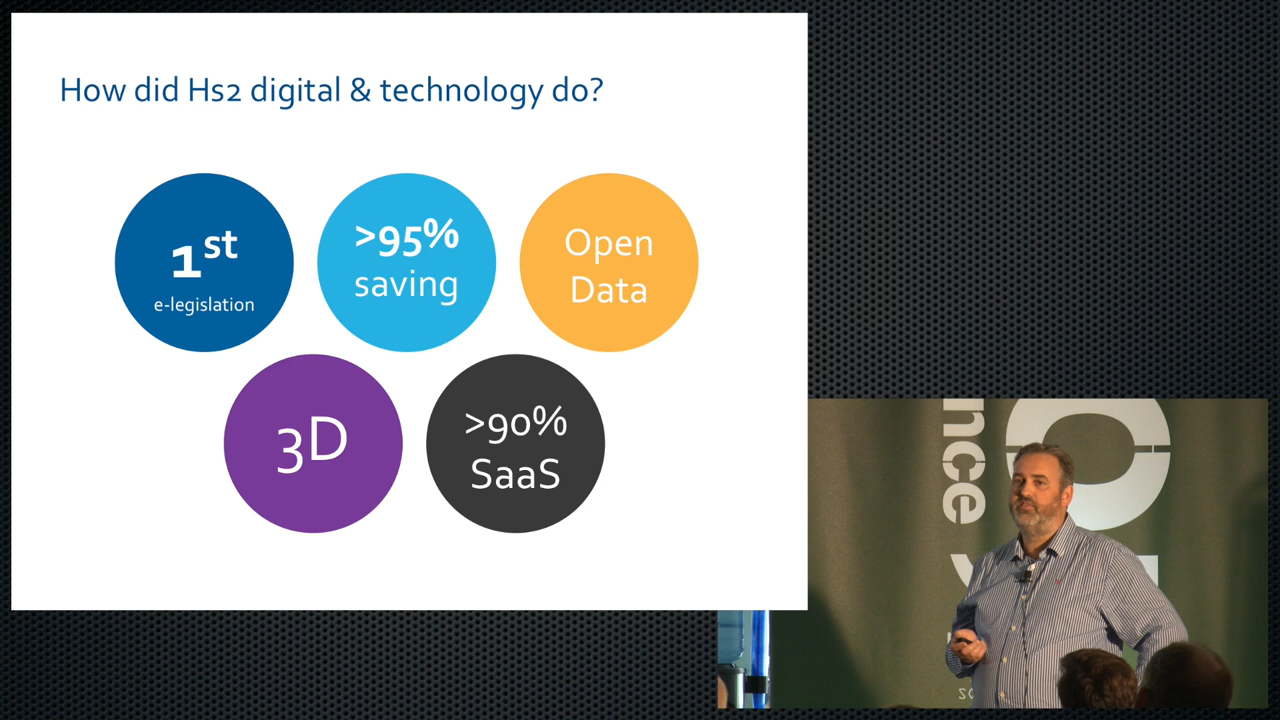 How did Hs2 digital & technology do?
1st
e-legislation
>95%
saving
Open
Data
3D
>90%
SaaS
nce